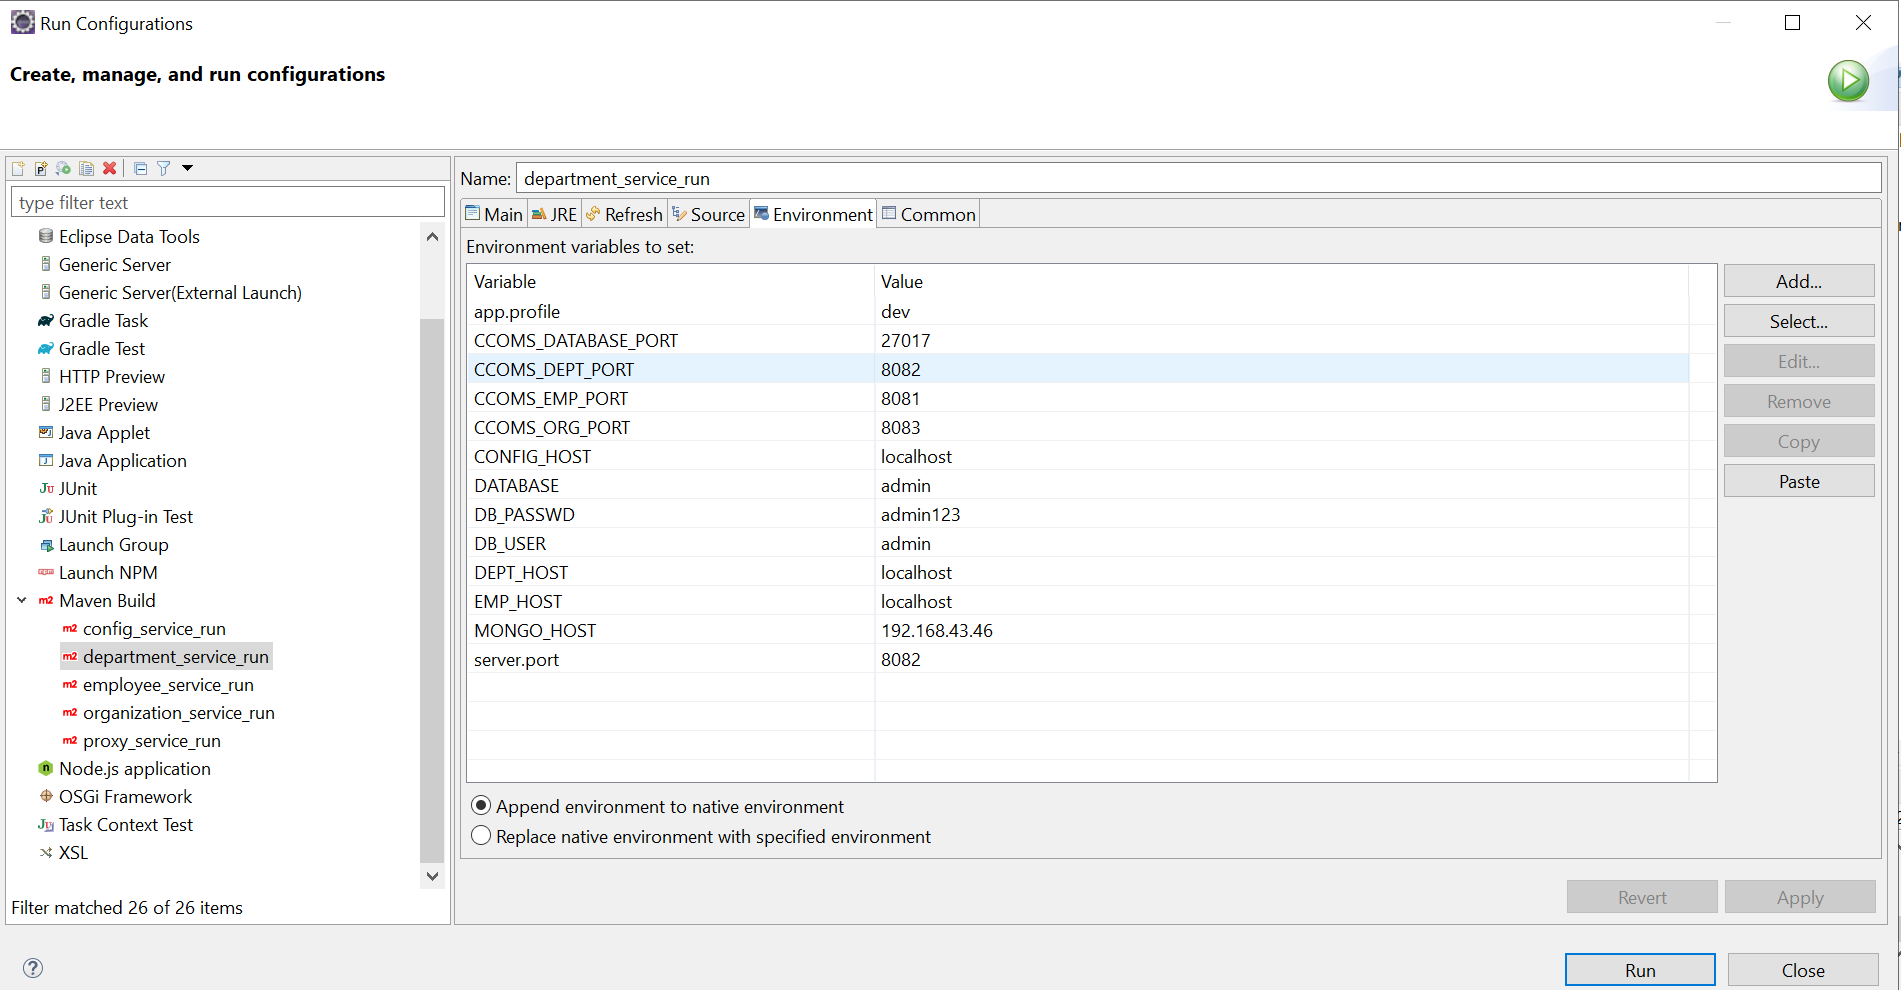 Run Configurations
Create, manage, and run configurations
type filter text
Eclipse Data Tools
Generic Server
Generic Server(External Launch)
Gradle Task
Gradle Test
HTTP Preview
J2EE Preview
Java Applet
Java Application
JUnit
JUnit Plug-in Test
Launch Group
Launch NPM
Maven Build
config_service_run
department_service_run
employee_service_run
organization_service_run
proxy_service_run
Node.js application
OSGi Framework
Task Context Test
XSL
Filter matched 26 of 26 items
Name: department_service_run
Main JRE Refresh Source Environment Common
Environment variables to set:
Variable Value
app.profile dev
CCOMS_DATABASE_PORT 27017
CCOMS_DEPT_PORT 8082
CCOMS_EMP_PORT 8081
CCOMS_ORG_PORT 8083
CONFIG_HOST localhost
DATABASE admin
DB_PASSWD admin123
DB_USER admin
DEPT_HOST localhost
EMP_HOST localhost
MONGO_HOST 192.168.43.46
server.port 8082
Add...
Select...
Edit...
Remove
Copy
Paste
Append environment to native environment
Replace native environment with specified environment
Revert Apply
Run Close